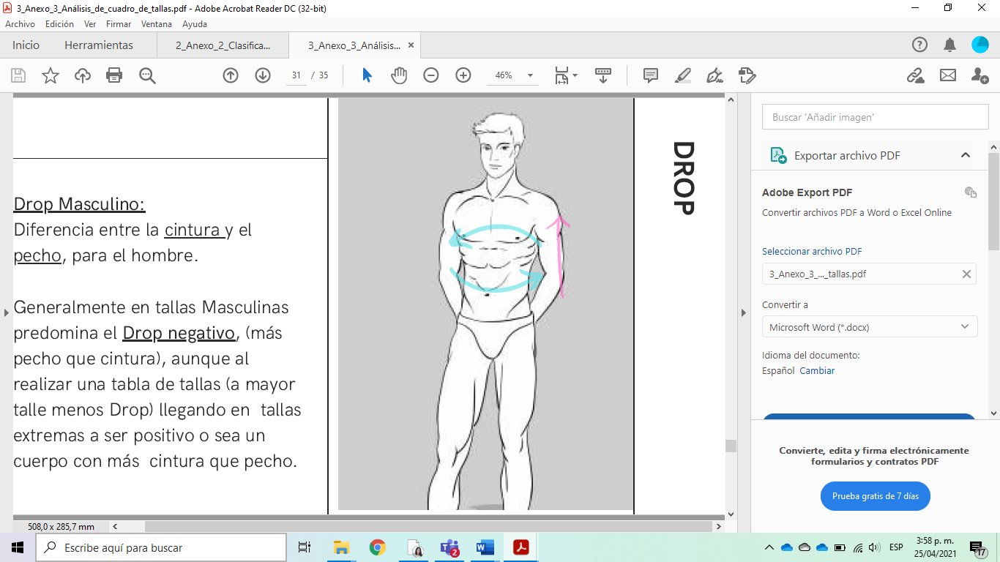 3_Anexo_3_Análisis_de_cuadro_de_tallas.pdf - Adobe Acrobat Reader DC (32-bit)
Archivo Edición Ver Firmar Ventana Ayuda
Inicio Herramientas 2_Anexo_2_Clasifica... 3_Anexo_3_Análisis...
31 / 35 46%
DROP
Drop Masculino:
Diferencia entre la cintura y el
pecho, para el hombre.
Generalmente en tallas Masculinas
predomina el Drop negativo, (más
pecho que cintura), aunque al
realizar una tabla de tallas (a mayor
talle menos Drop) llegando en tallas
extremas a ser positivo o sea un
cuerpo con más cintura que pecho.
508,0 x 285,7 mm
Buscar 'Añadir imagen'
Exportar archivo PDF
Adobe Export PDF
Convertir archivos PDF a Word o Excel Online
Seleccionar archivo PDF
3_Anexo_3_..._tallas.pdf
Convertir a
Microsoft Word (*.docx)
Idioma del documento:
Español Cambiar
Convierte, edita y firma electrónicamente
formularios y contratos PDF
Prueba gratis de 7 días
Escribe aquí para buscar
2
ESP
3:58 p. m.
25/04/2021
17